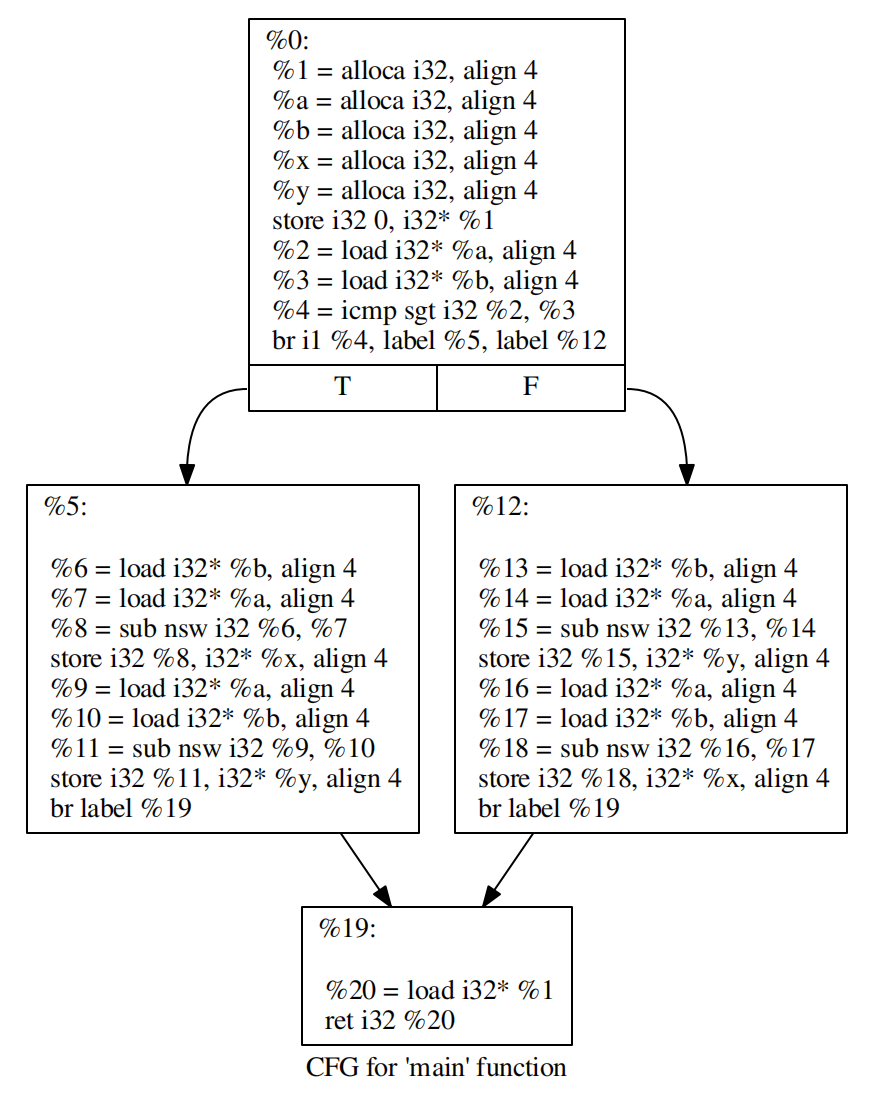 %0:
%1 = alloca i32, align 4
%a = alloca i32, align 4
%b = alloca i32, align 4
%x = alloca i32, align 4
%y = alloca i32, align 4
store i32 0, i32* %1
%2 = load i32* %a, align 4
%3 = load i32* %b, align 4
%4 = icmp sgt i32 %2, %3
br i1 %4, label %5, label %12
T
F
%5:
%6 = load i32* %b, align 4
%7 = load i32* %a, align 4
%8 = sub nsw i32 %6, %7
store i32 %8, i32* %x, align 4
%9 = load i32* %a, align 4
%10 = load i32* %b, align 4
%11 = sub nsw i32 %9, %10
store i32 %11, i32* %y, align 4
br label %19
%12:
%13 = load i32* %b, align 4
%14 = load i32* %a, align 4
%15 = sub nsw i32 %13, %14
store i32 %15, i32* %y, align 4
%16 = load i32* %a, align 4
%17 = load i32* %b, align 4
%18 = sub nsw i32 %16, %17
store i32 %18, i32* %x, align 4
br label %19
%19:
%20 = load i32* %1
ret i32 %20
CFG for 'main' function